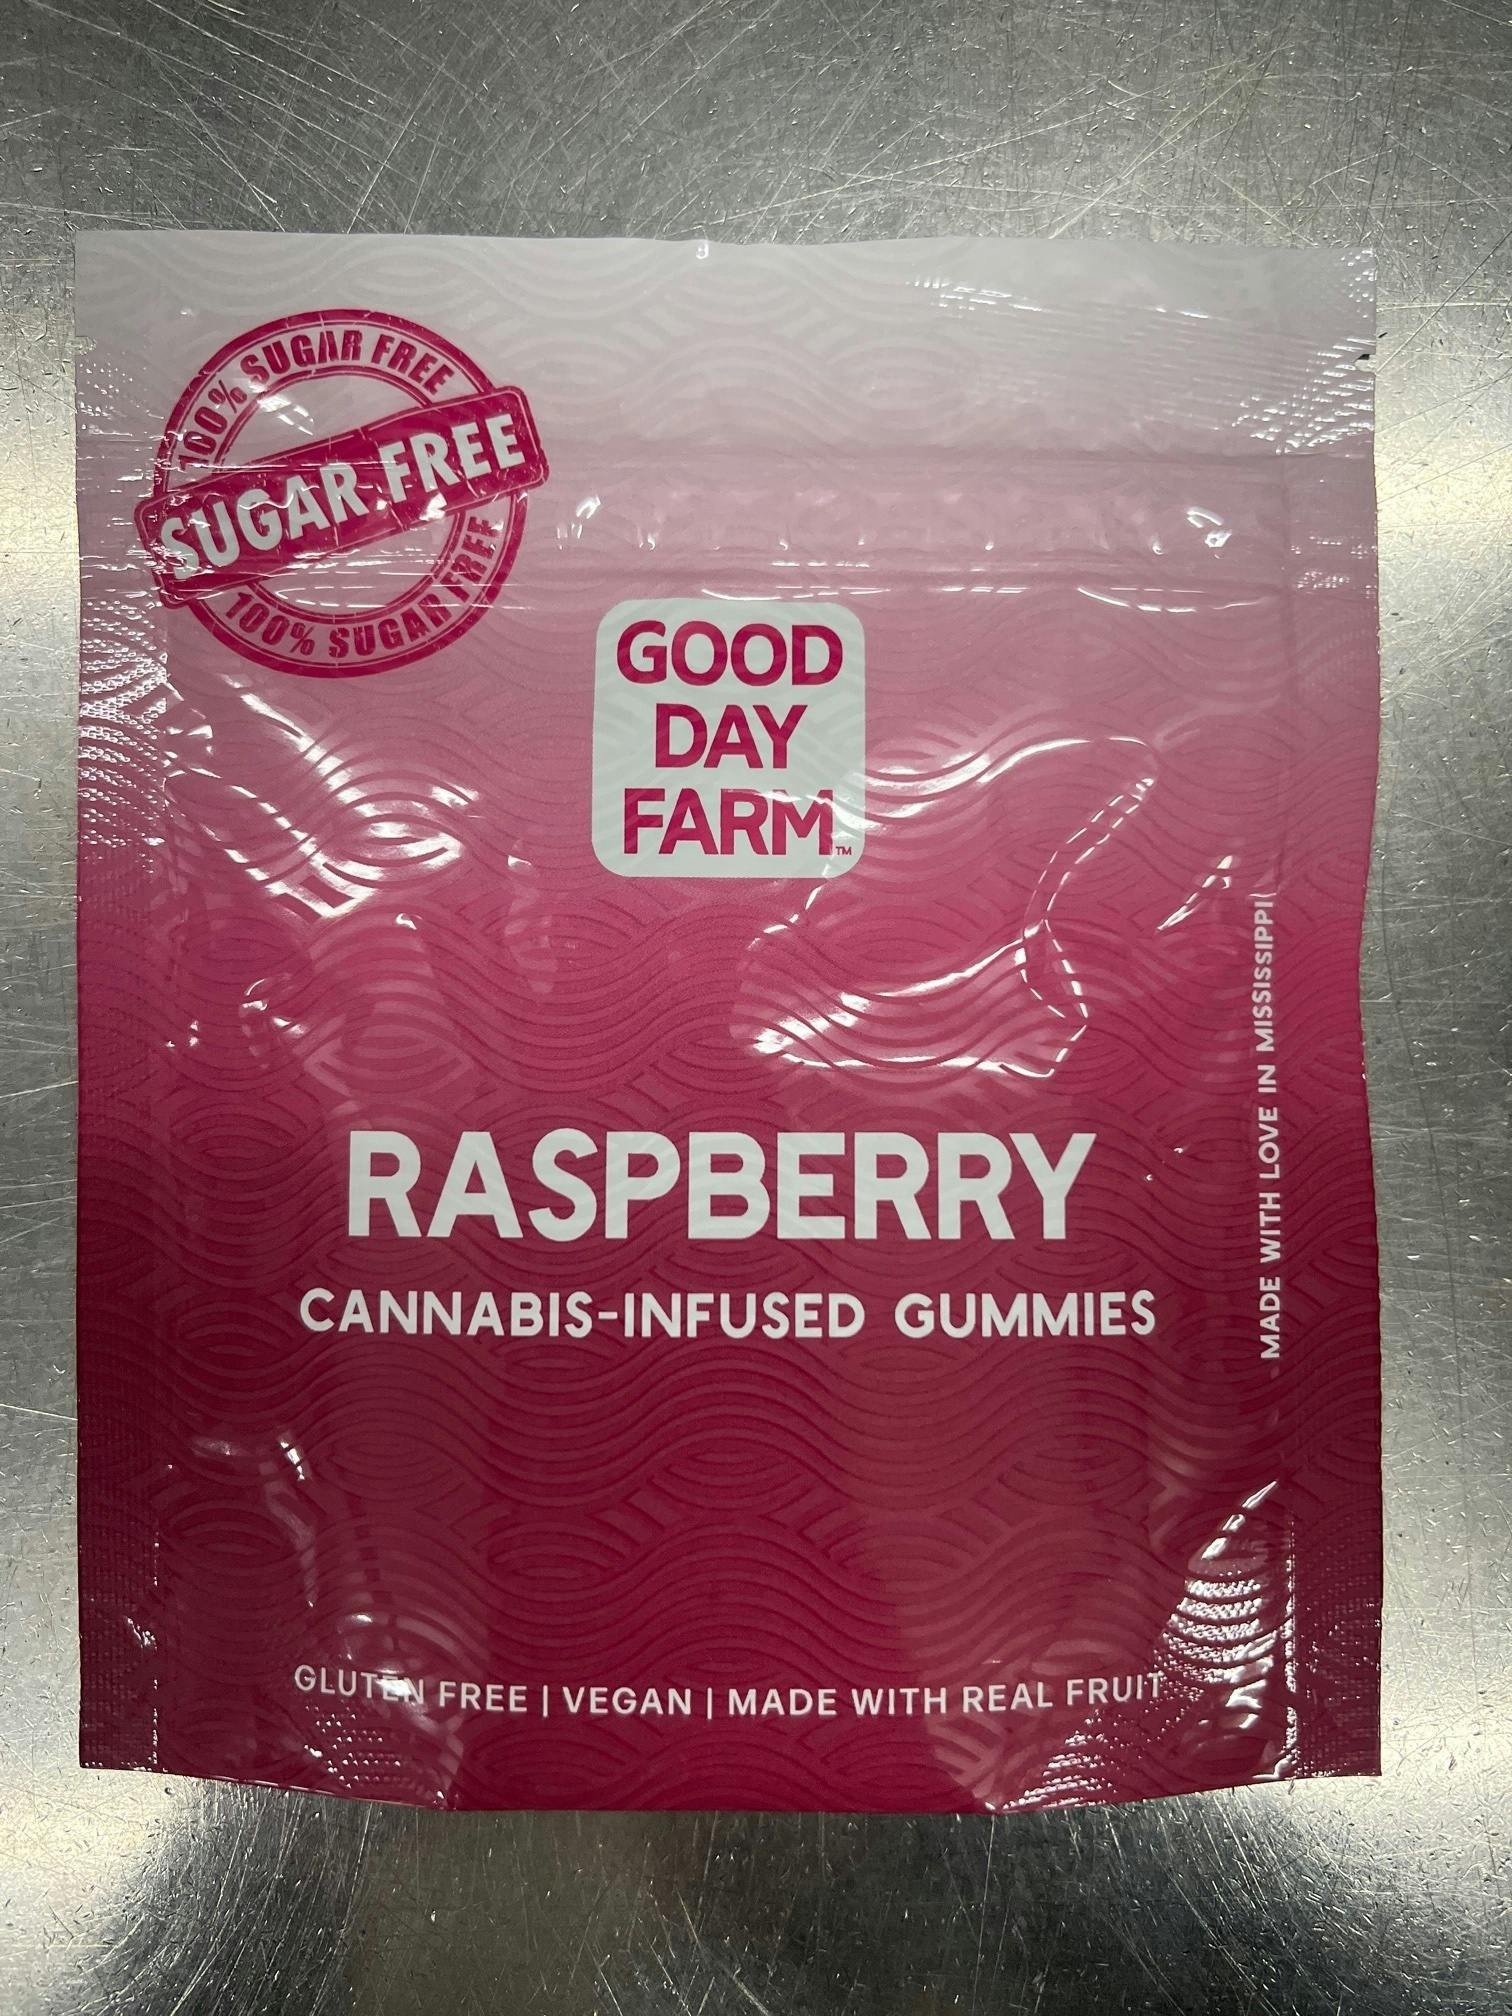 100% SUGAR FREE
SUGAR FREE
100% SUGAR FREE
GOOD
DAY
FARM™
RASPBERRY
CANNABIS-INFUSED GUMMIES
MADE WITH LOVE IN MISSISSIPPI
GLUTEN FREE | VEGAN | MADE WITH REAL FRUIT